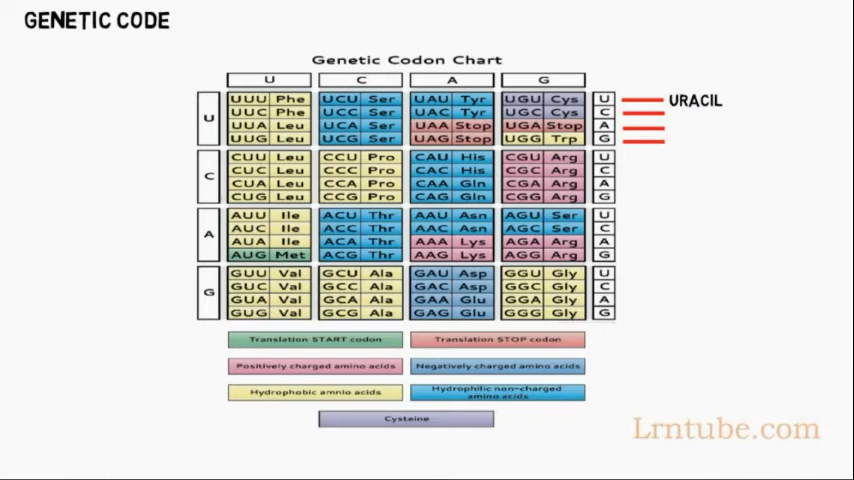 GENETIC CODE
Genetic Codon Chart
U C A G
U UUU Phe UCU Ser UAU Tyr UGU Cys U URACIL
UUC Phe UCC Ser UAC Tyr UGC Cys C
UUA Leu UCA Ser UAA Stop UGA Stop A
UUG Leu UCG Ser UAG Stop UGG Trp G
C CUU Leu CCU Pro CAU His CGU Arg U
CUC Leu CCC Pro CAC His CGC Arg C
CUA Leu CCA Pro CAA Gln CGA Arg A
CUG Leu CCG Pro CAG Gln CGG Arg G
A AUU Ile ACU Thr AAU Asn AGU Ser U
AUC Ile ACC Thr AAC Asn AGC Ser C
AUA Ile ACA Thr AAA Lys AGA Arg A
AUG Met ACG Thr AAG Lys AGG Arg G
G GUU Val GCU Ala GAU Asp GGU Gly U
GUC Val GCC Ala GAC Asp GGC Gly C
GUA Val GCA Ala GAA Glu GGA Gly A
GUG Val GCG Ala GAG Glu GGG Gly G
Translation START codon Translation STOP codon
Positively charged amino acids Negatively charged amino acids
Hydrophobic amnio acids Hydrophilic non-charged
amino acids
Cysteine
Lrntube.com